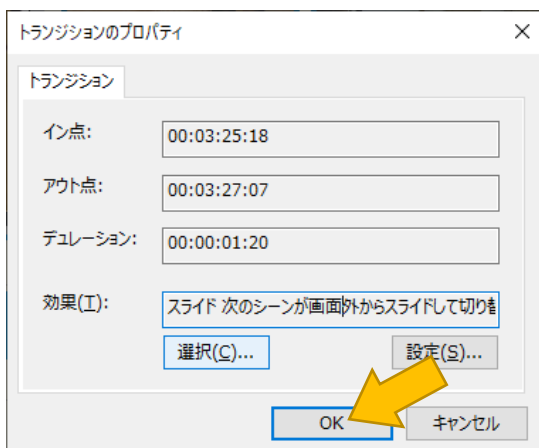 トランジションのプロパティ
トランジション
イン点: 00:03:25:18
アウト点: 00:03:27:07
デュレーション: 00:00:01:20
効果(T): スライド 次のシーンが画面外からスライドして切り替
選択(C)... 設定(S)...
OK キャンセル